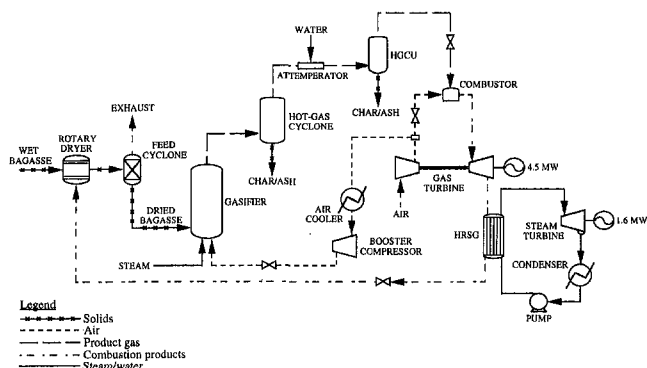 WATER
ATTEMPERATOR
HGCU
COMBUSTOR
CHAR/ASH
EXHAUST
HOT-GAS
CYCLONE
WET
BAGASSE
ROTARY
DRYER
FEED
CYCLONE
CHAR/ASH
GAS
TURBINE
4.5 MW
AIR
DRIED
BAGASSE
GASIFIER
AIR
COOLER
BOOSTER
COMPRESSOR
HRSG
STEAM
TURBINE
1.6 MW
CONDENSER
STEAM
PUMP
Legend
Solids
Air
Product gas
Combustion products
Steam/water